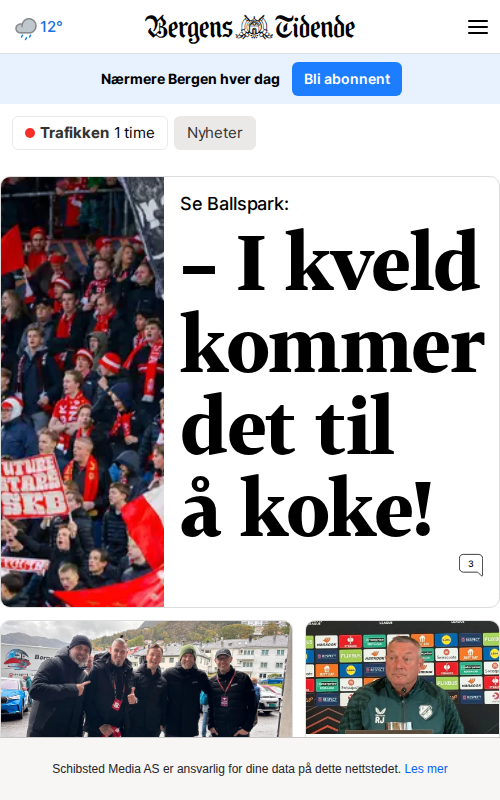 12°
Bergens Tidende
Nærmere Bergen hver dag
Bli abonnent
Trafikken 1 time
Nyheter
Se Ballspark:
– I kveld
kommer
det til
å koke!
3
RJ
Schibsted Media AS er ansvarlig for dine data på dette nettstedet. Les mer